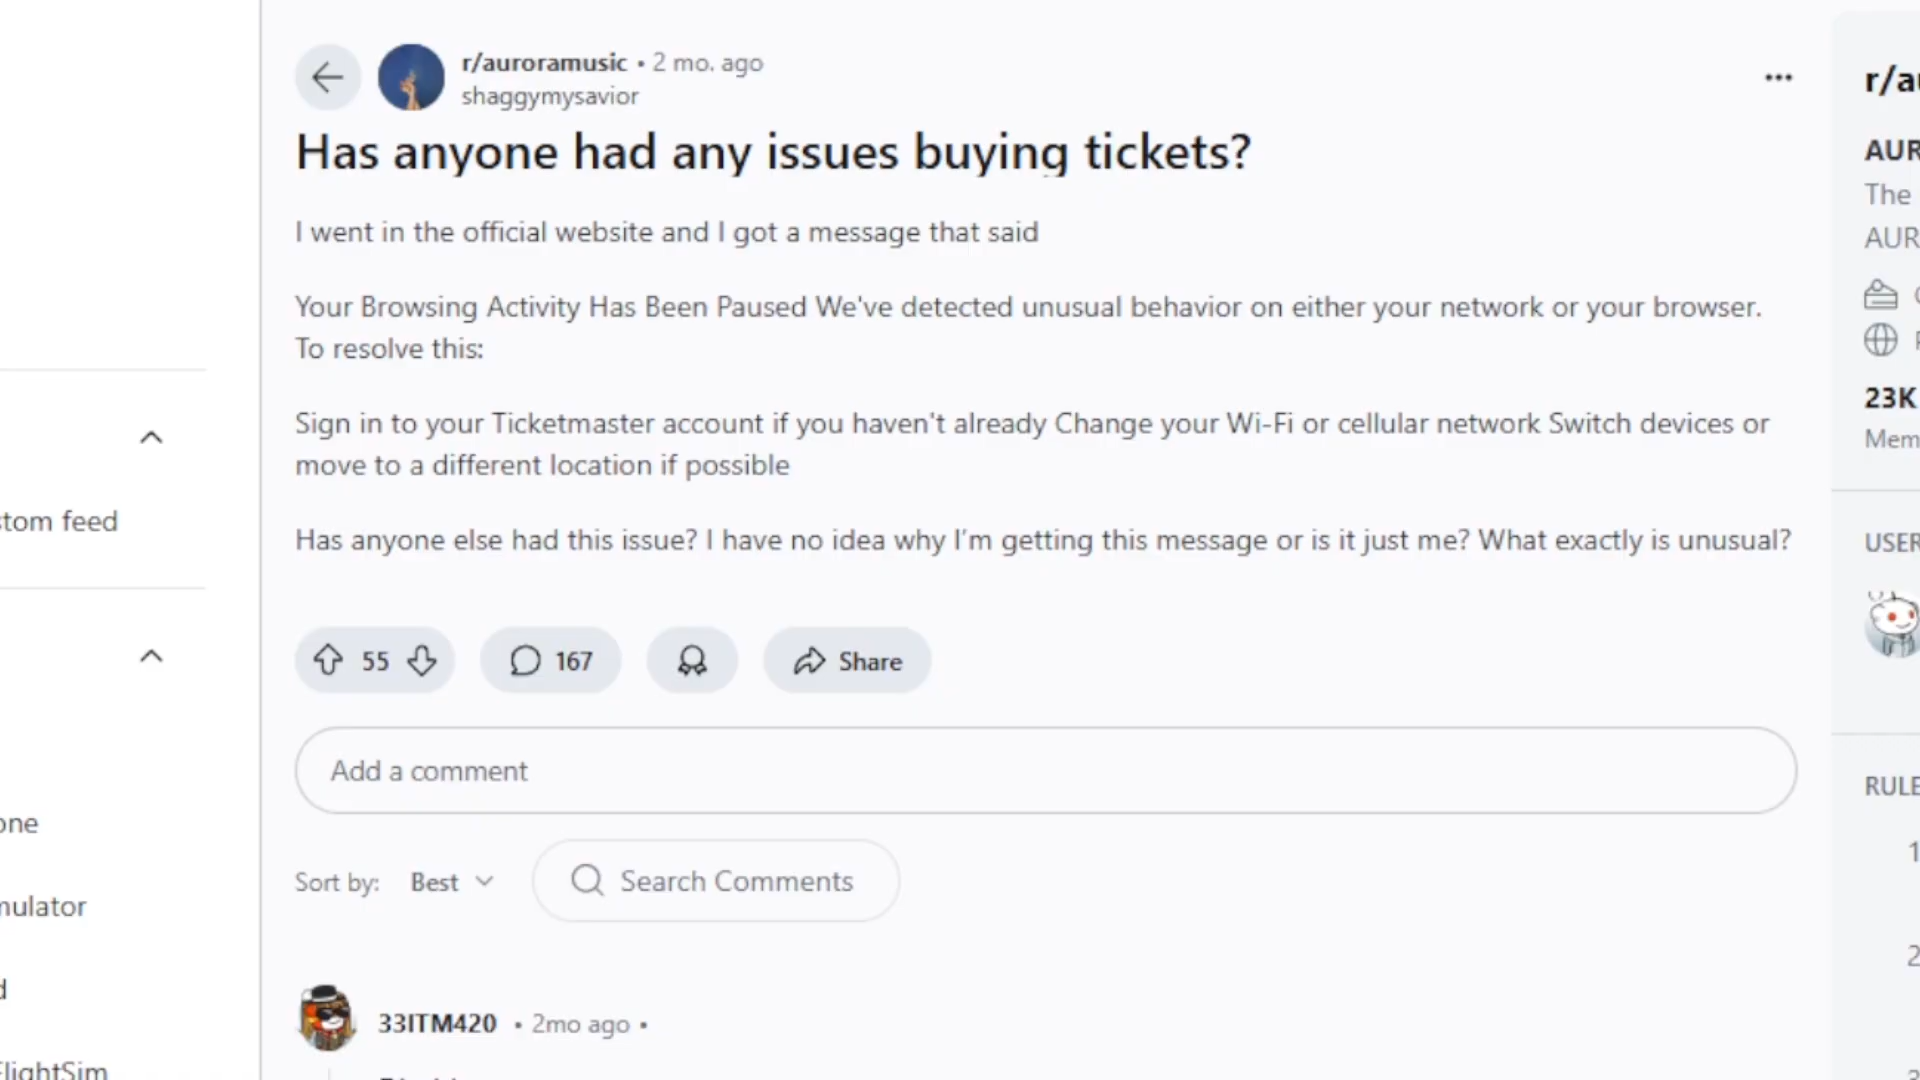 r/auroramusic • 2 mo. ago
shaggymysavior
Has anyone had any issues buying tickets?
I went in the official website and I got a message that said
Your Browsing Activity Has Been Paused We've detected unusual behavior on either your network or your browser.
To resolve this:
Sign in to your Ticketmaster account if you haven't already Change your Wi-Fi or cellular network Switch devices or
move to a different location if possible
Has anyone else had this issue? I have no idea why I'm getting this message or is it just me? What exactly is unusual?
55
167
Share
Add a comment
Sort by: Best
Search Comments
33ITM420 • 2mo ago •
stom feed
one
mulator
d
FlightSim
r/au
AUR
The
AUR
23K
Mem
USER
RULE
1
2